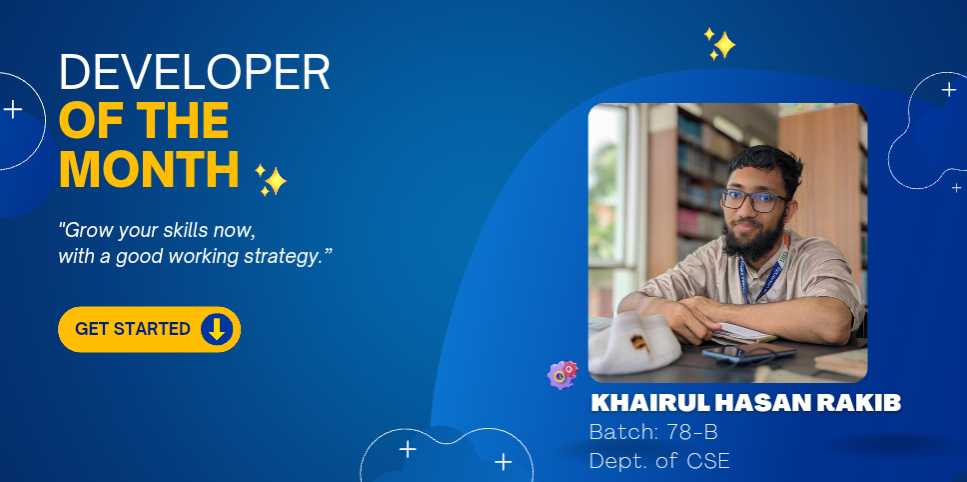 DEVELOPER
OF THE
MONTH
"Grow your skills now,
with a good working strategy.”
GET STARTED
KHAIRUL HASAN RAKIB
Batch: 78-B
Dept. of CSE